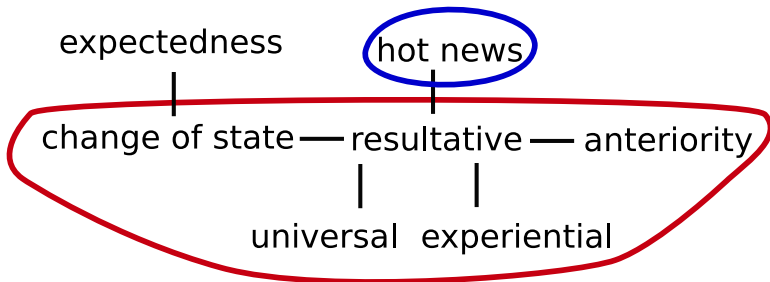 expectedness
hot news
change of state
resultative
anteriority
universal
experiential